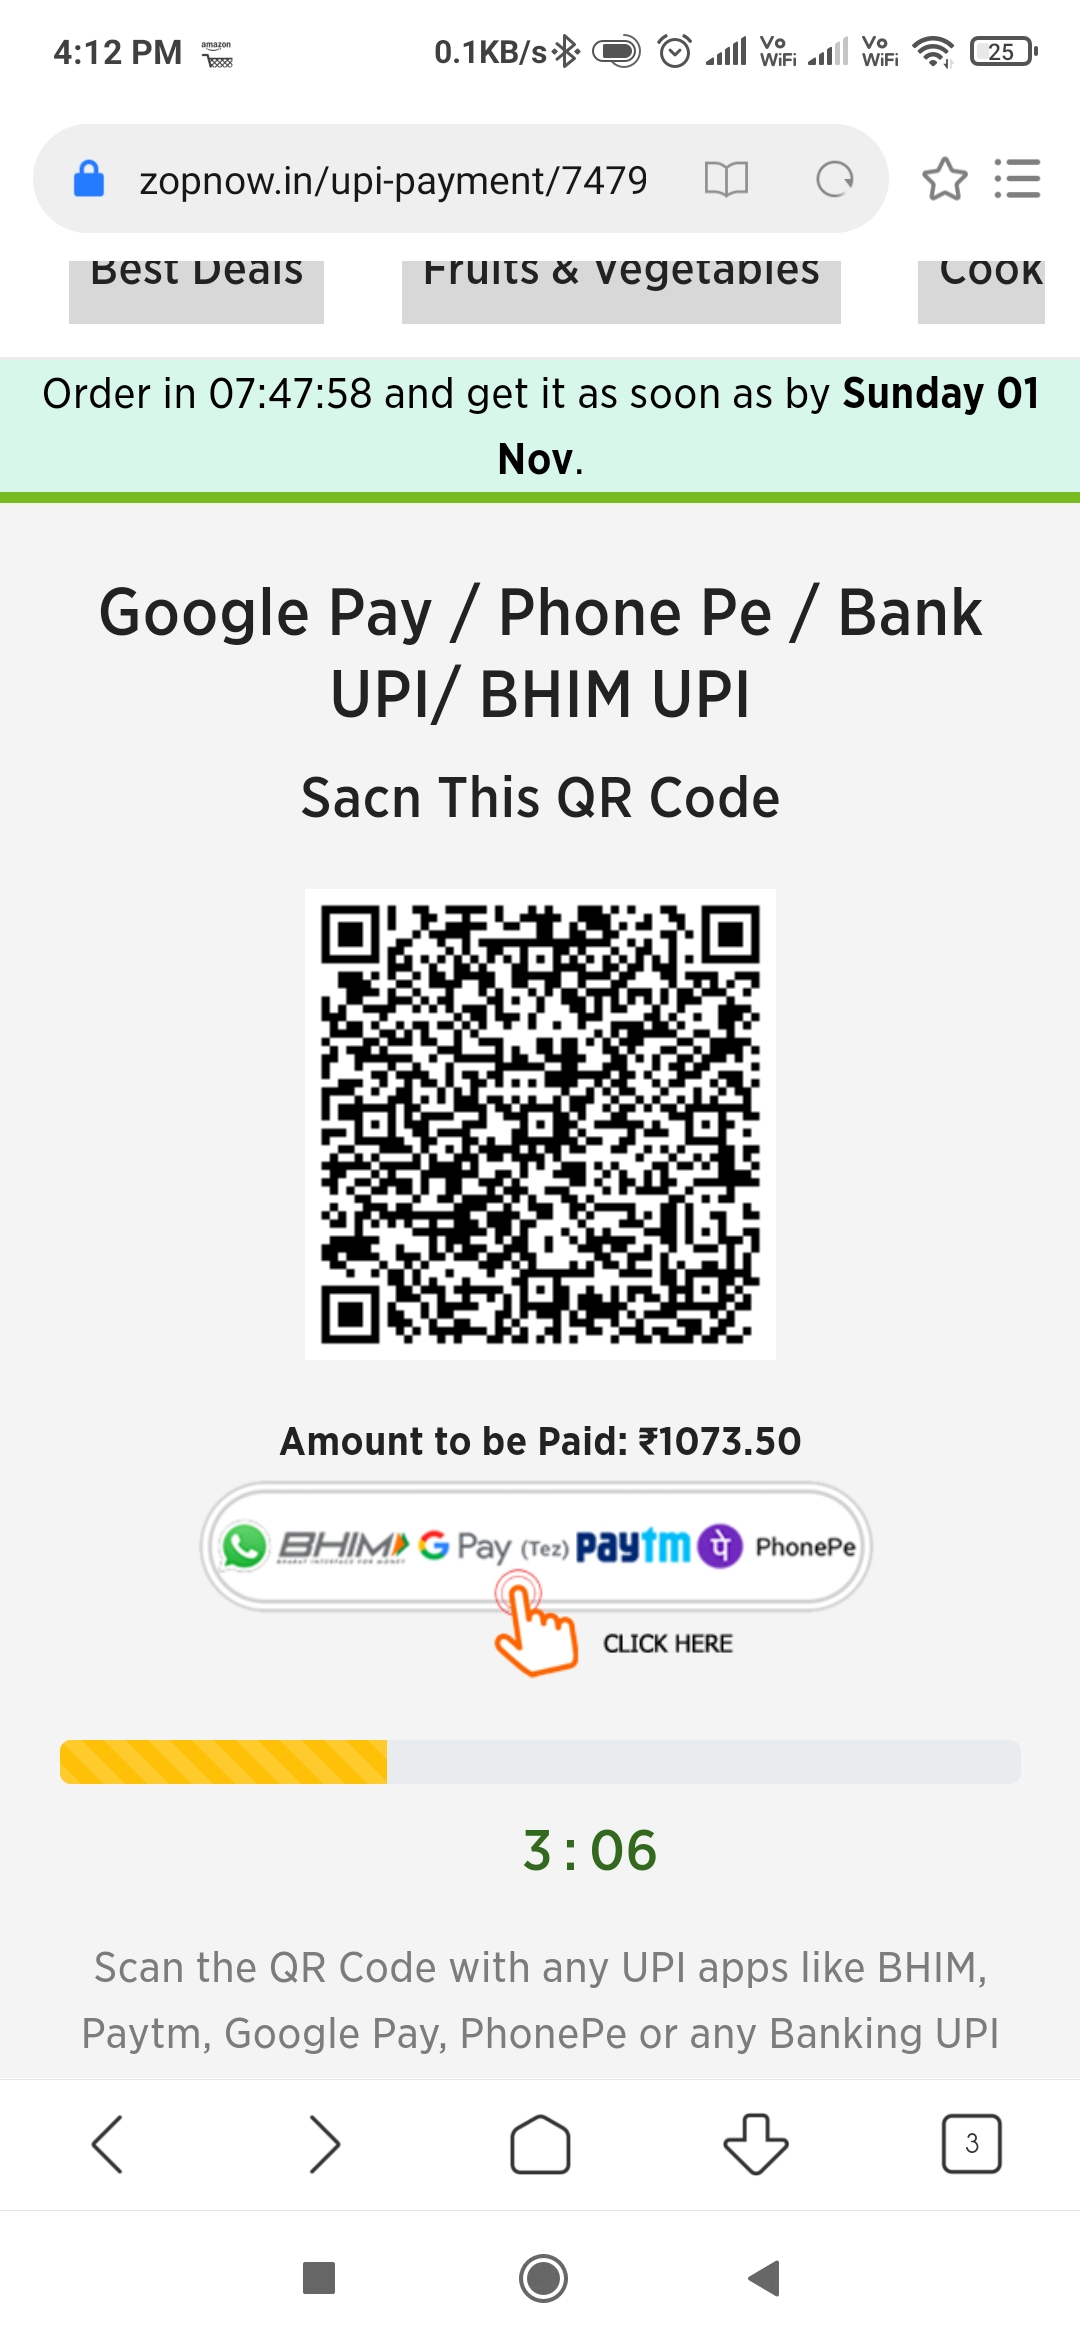 4:12 PM amazon 0.1KB/s Vo WiFi Vo WiFi 25
zopnow.in/upi-payment/7479
Best Deals Fruits & Vegetables Cook
Order in 07:47:58 and get it as soon as by Sunday 01
Nov.
Google Pay / Phone Pe / Bank
UPI/ BHIM UPI
Sacn This QR Code
Amount to be Paid: ₹1073.50
BHIM G Pay (Tez) paytm पे PhonePe
BHARAT INTERFACE FOR MONEY
CLICK HERE
3 : 06
Scan the QR Code with any UPI apps like BHIM,
Paytm, Google Pay, PhonePe or any Banking UPI
3